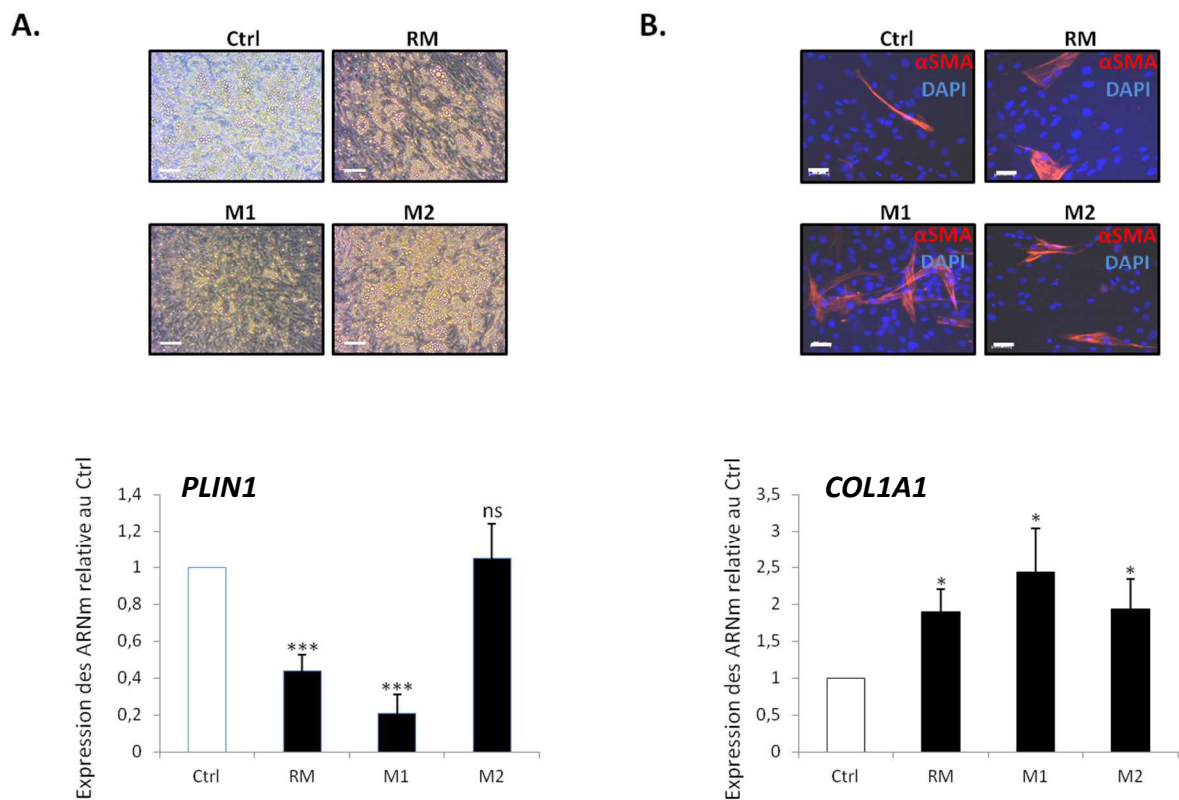 A.
Ctrl RM
M1 M2
B.
Ctrl RM
αSMA αSMA
DAPI DAPI
M1 M2
αSMA αSMA
DAPI DAPI
PLIN1
Expression des ARNm relative au Ctrl
1,4
1,2
1
0,8
0,6
0,4
0,2
0
***
***
ns
Ctrl RM M1 M2
COL1A1
Expression des ARNm relative au Ctrl
3,5
3
2,5
2
1,5
1
0,5
0
*
*
*
Ctrl RM M1 M2